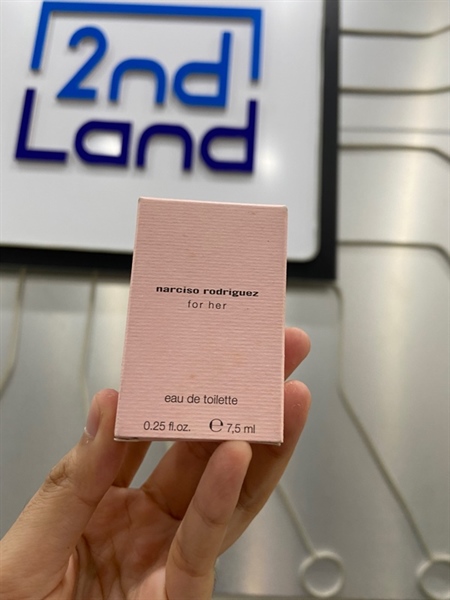 2nd
Land
narciso rodriguez
for her
eau de toilette
0.25 fl.oz. ℮ 7,5 ml